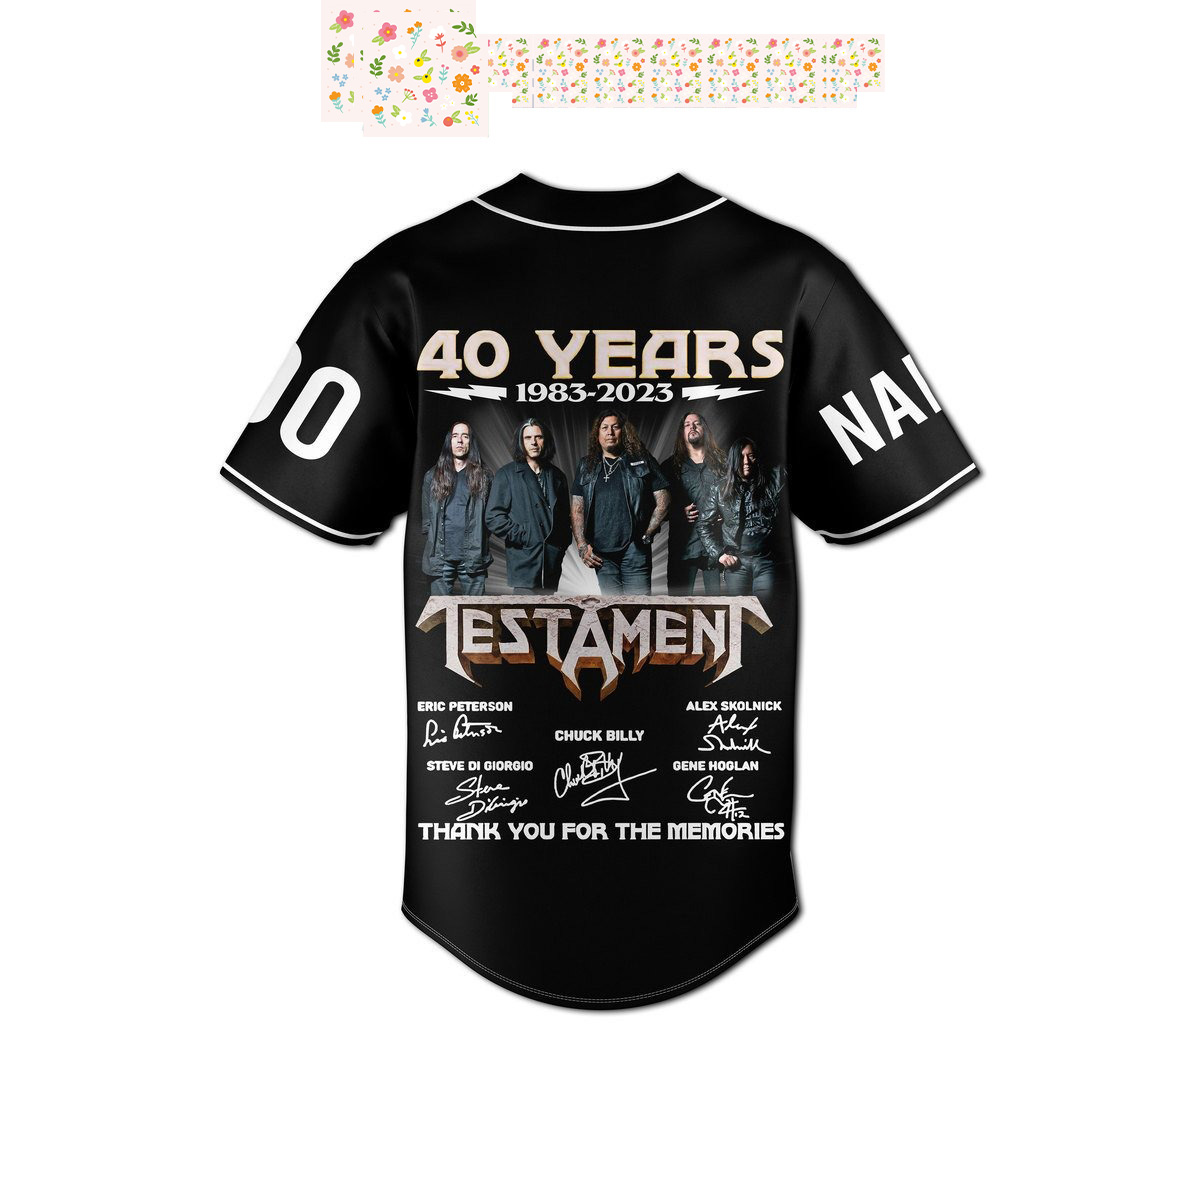 40 YEARS
1983-2023
00
NAM
TESTAMENT
ERIC PETERSON
ALEX SKOLNICK
CHUCK BILLY
STEVE DI GIORGIO
GENE HOGLAN
THANK YOU FOR THE MEMORIES